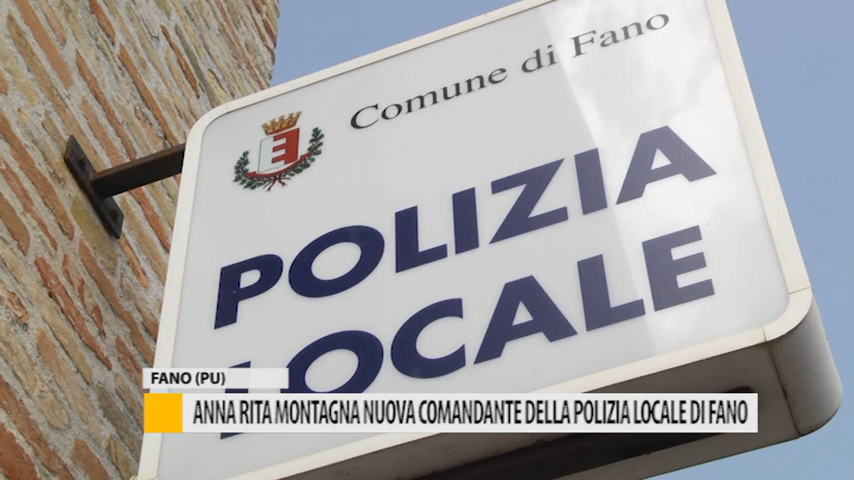 Comune di Fano
POLIZIA
LOCALE
FANO (PU)
ANNA RITA MONTAGNA NUOVA COMANDANTE DELLA POLIZIA LOCALE DI FANO